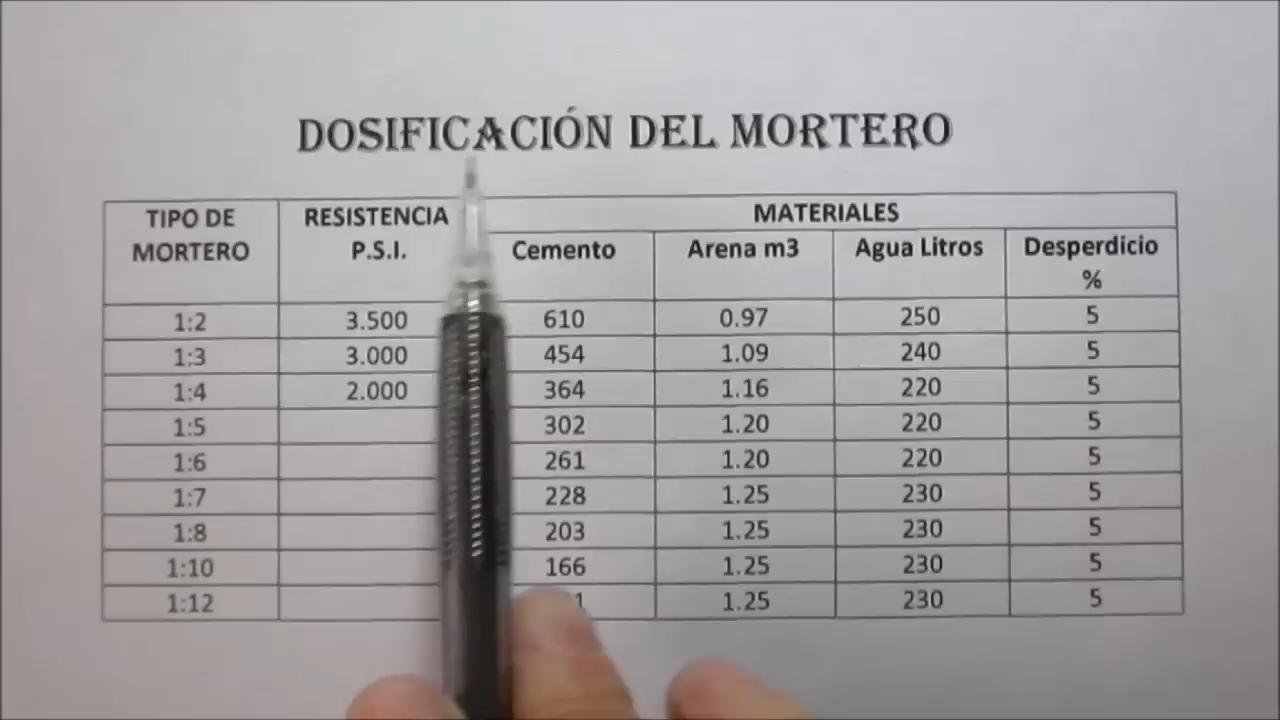 DOSIFICACIÓN DEL MORTERO
TIPO DE MORTERO RESISTENCIA P.S.I. MATERIALES
Cemento Arena m3 Agua Litros Desperdicio %
1:2 3.500 610 0.97 250 5
1:3 3.000 454 1.09 240 5
1:4 2.000 364 1.16 220 5
1:5 302 1.20 220 5
1:6 261 1.20 220 5
1:7 228 1.25 230 5
1:8 203 1.25 230 5
1:10 166 1.25 230 5
1:12 1.25 230 5